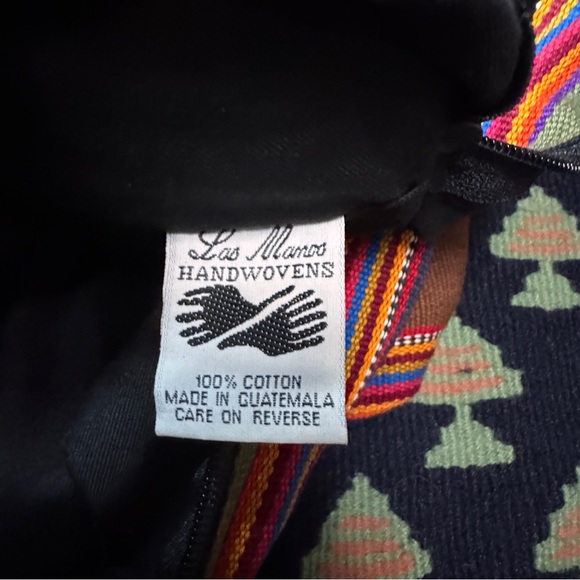 Las Manos
HANDWOVENS
100% COTTON
MADE IN GUATEMALA
CARE ON REVERSE